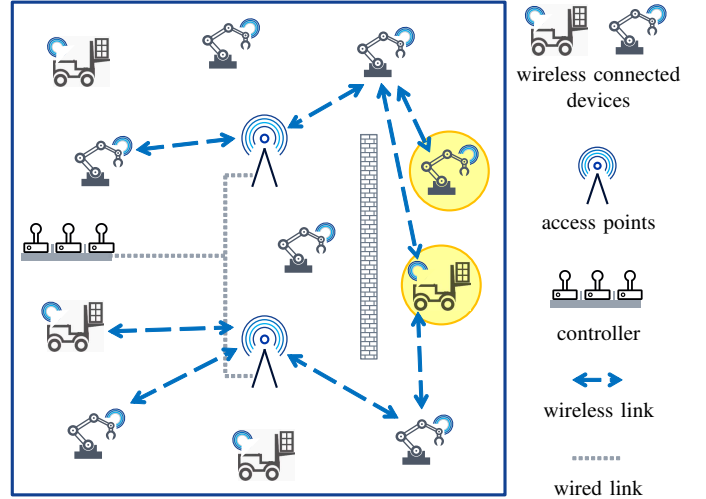 wireless connected
devices
access points
controller
wireless link
wired link